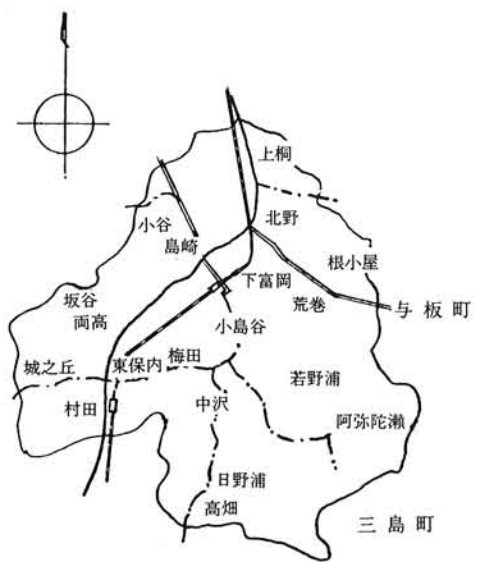 上桐
北野
小谷
島崎
根小屋
下富岡
坂谷
荒巻
与板町
両高
小島谷
梅田
東保内
城之丘
若野浦
中沢
村田
阿弥陀瀬
日野浦
高畑
三島町